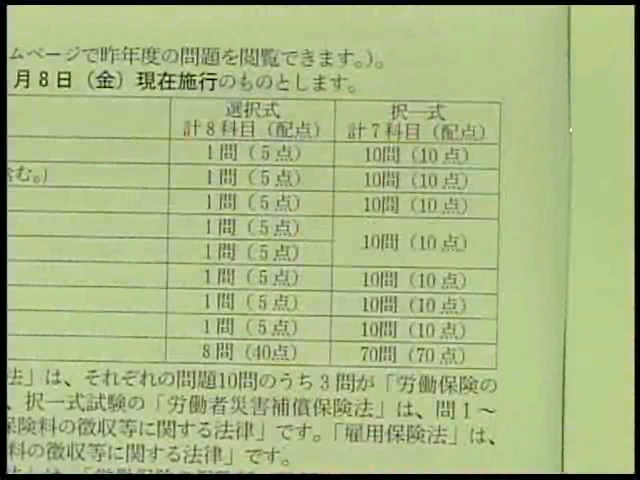 ムページで昨年度の問題を閲覧できます。)。
月8日（金）現在施行のものとします。
選択式 択一式
計8科目（配点） 計7科目（配点）
1問（5点） 10問（10点）
含む。) 1問（5点） 10問（10点）
1問（5点） 10問（10点）
1問（5点）
10問（10点）
1問（5点）
1問（5点） 10問（10点）
1問（5点） 10問（10点）
1問（5点） 10問（10点）
8問（40点） 70問（70点）
法」は、それぞれの問題10問のうち3問が「労働保険の
、択一式試験の「労働者災害補償保険法」は、問1～
保険料の徴収等に関する法律」です。「雇用保険法」は、
料の徴収等に関する法律」です。